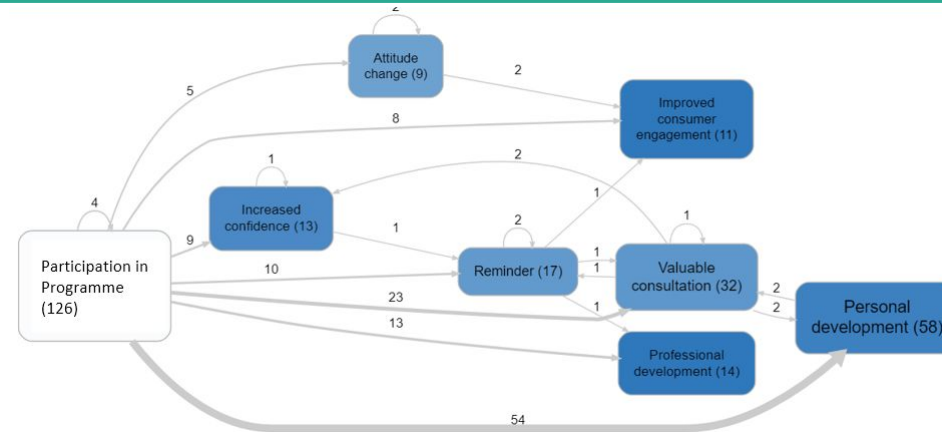 2
Attitude
change (9)
5
2
Improved
consumer
engagement (11)
8
2
1
1
4
Increased
confidence (13)
9
1
2
1
Participation in
Programme
(126)
10
Reminder (17)
1
1
Valuable
consultation (32)
2
2
Personal
development (58)
23
13
1
Professional
development (14)
54